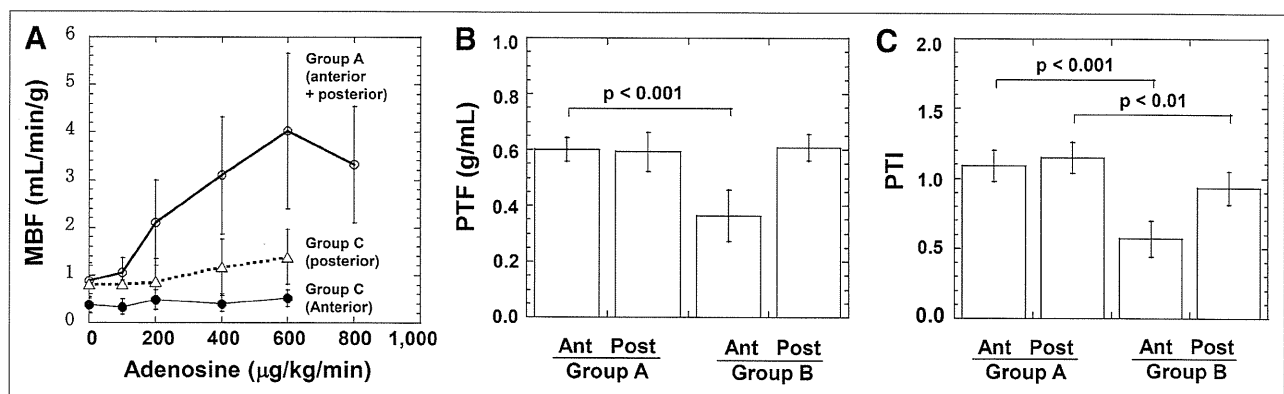 A
MBF (mL/min/g)
6
5
4
3
2
1
0
Group A
(anterior
+ posterior)
Group C
(posterior)
Group C
(Anterior)
0 200 400 600 800 1,000
Adenosine (µg/kg/min)
B
PTF (g/mL)
1.0
0.8
0.6
0.4
0.2
0.0
p < 0.001
Ant Post Ant Post
Group A Group B
C
PTI
2.0
1.5
1.0
0.5
0.0
p < 0.001
p < 0.01
Ant Post Ant Post
Group A Group B